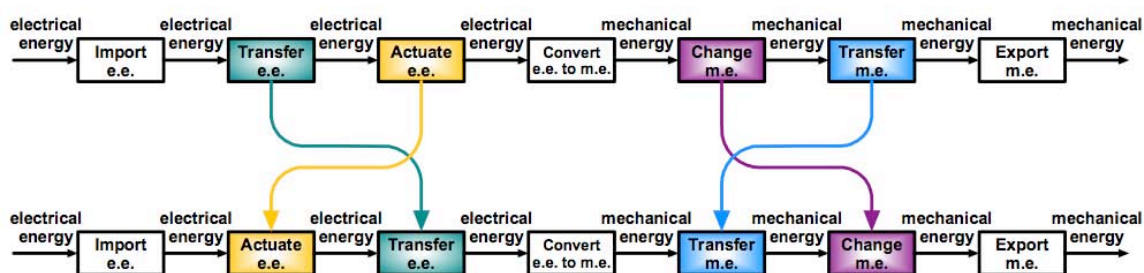 electrical electrical electrical electrical mechanical mechanical mechanical mechanical
energy Import energy Transfer energy Actuate energy Convert energy Change energy Transfer energy Export energy
e.e. e.e. e.e. e.e. to m.e. m.e. m.e. m.e.
electrical electrical electrical electrical mechanical mechanical mechanical mechanical
energy Import energy Actuate energy Transfer energy Convert energy Transfer energy Change energy Export energy
e.e. e.e. e.e. e.e. to m.e. m.e. m.e. m.e.